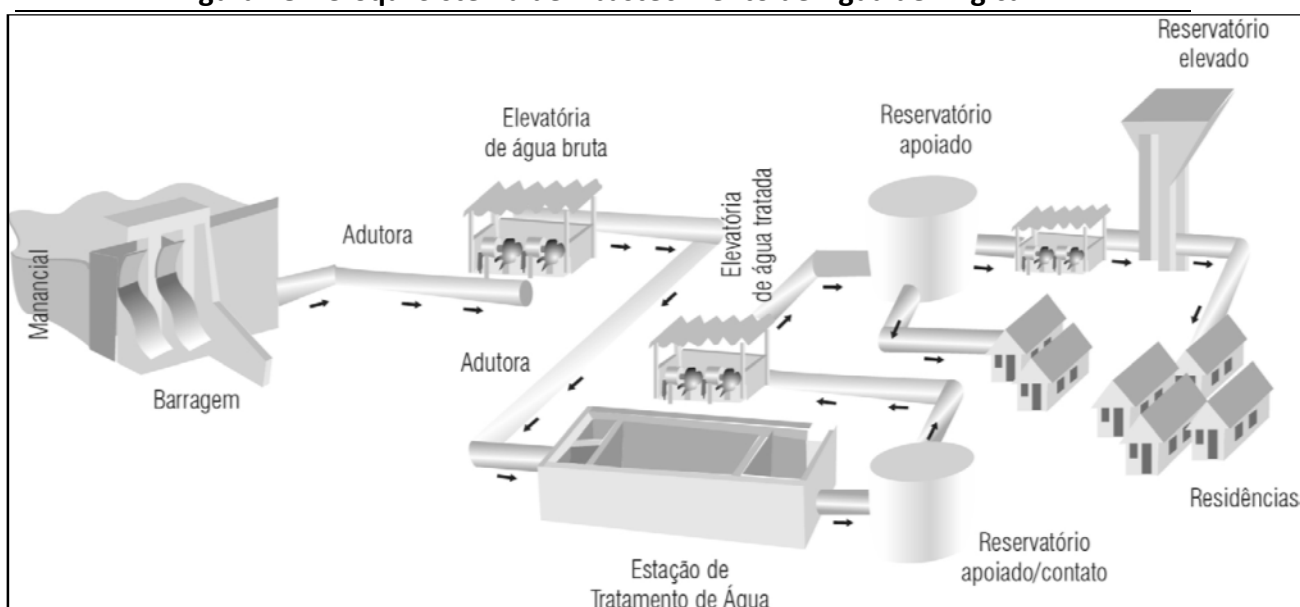 Reservatório
elevado
Elevatória
de água bruta
Reservatório
apoiado
Elevatória
de água tratada
Adutora
Manancial
Adutora
Barragem
Residências
Reservatório
apoiado/contato
Estação de
Tratamento de Água